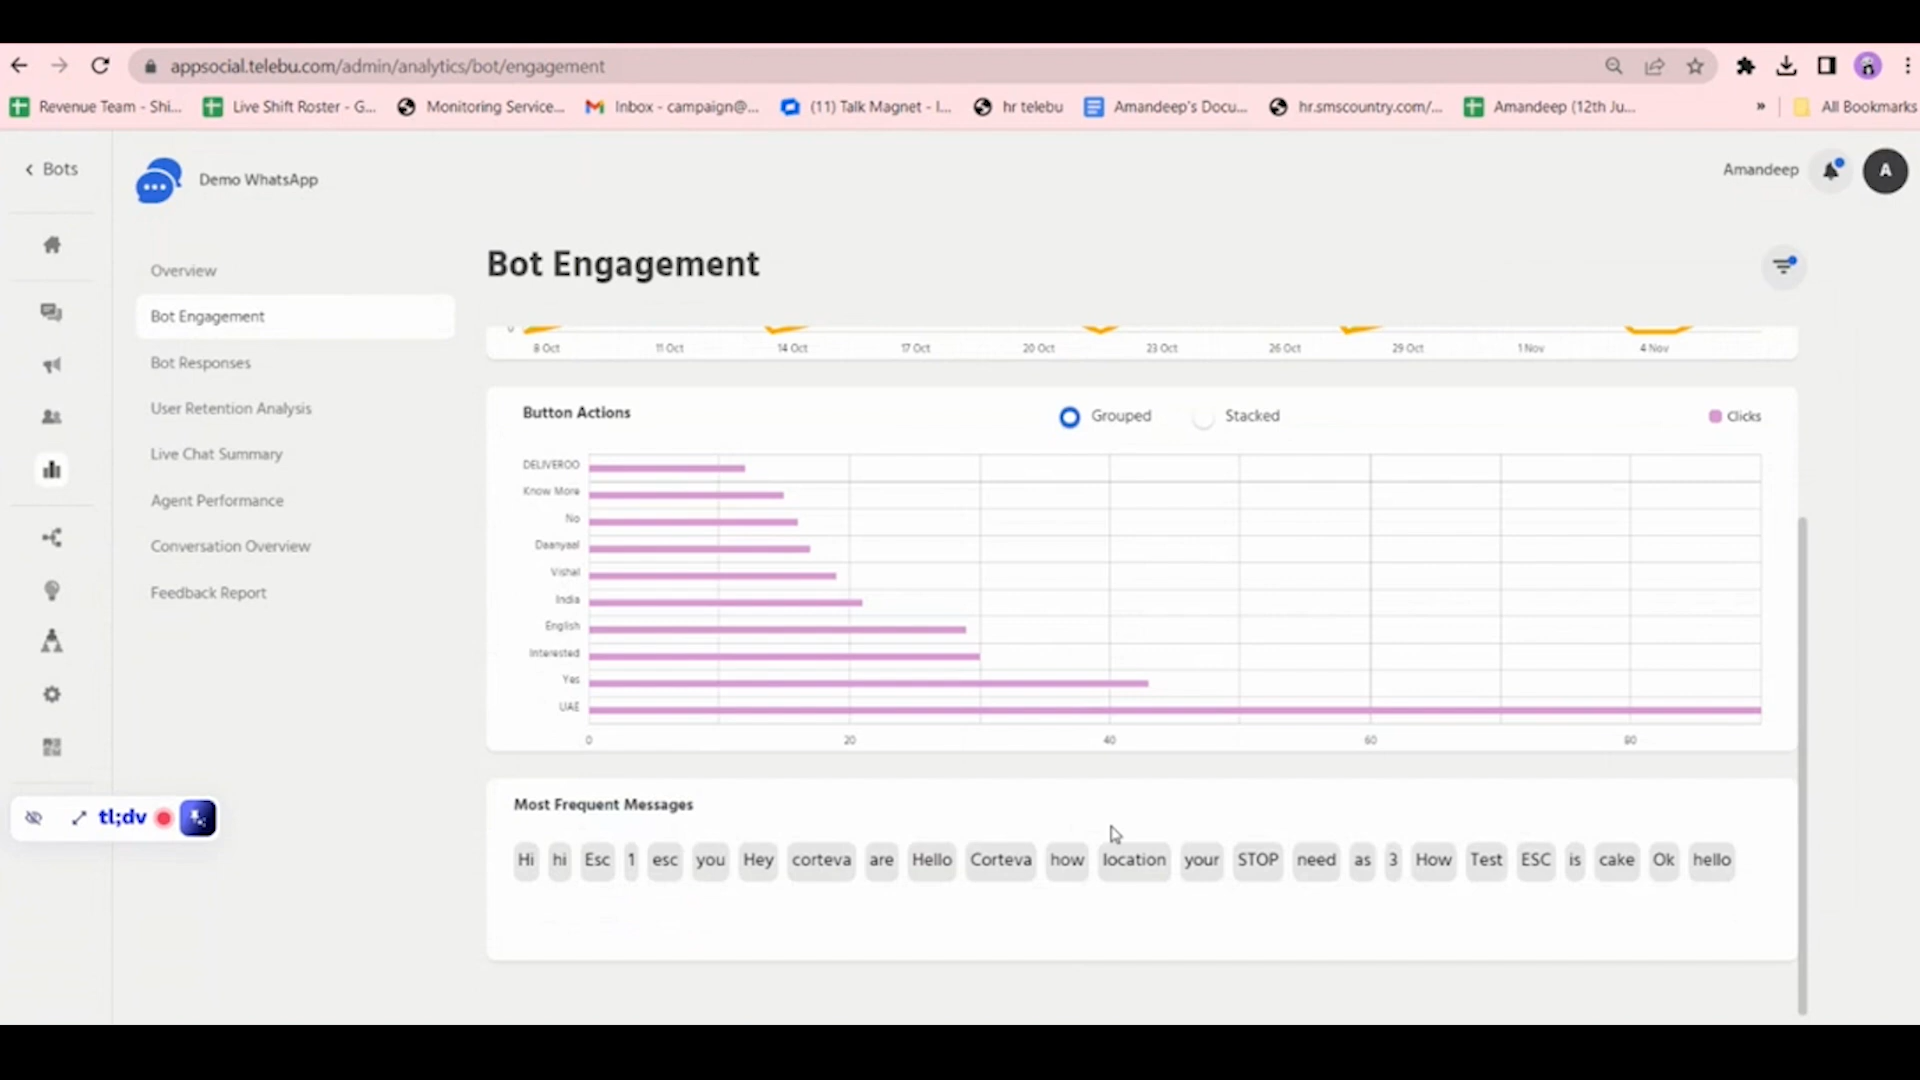 appsocial.telebu.com/admin/analytics/bot/engagement
Revenue Team - Shi... Live Shift Roster - G... Monitoring Service... Inbox - campaign@... (11) Talk Magnet - I... hr telebu Amandeep's Docu... hr.smscountry.com/... Amandeep (12th Ju... » All Bookmarks
Bots
Demo WhatsApp
Amandeep
A
Overview
Bot Engagement
Bot Responses
User Retention Analysis
Live Chat Summary
Agent Performance
Conversation Overview
Feedback Report
tl;dv
Bot Engagement
0
8 Oct 11 Oct 14 Oct 17 Oct 20 Oct 23 Oct 26 Oct 29 Oct 1 Nov 4 Nov
Button Actions Grouped Stacked Clicks
DELIVEROO
Know More
No
Daanyaal
Vishal
India
English
Interested
Yes
UAE
0 20 40 60 80
Most Frequent Messages
Hi hi Esc 1 esc you Hey corteva are Hello Corteva how location your STOP need as 3 How Test ESC is cake Ok hello